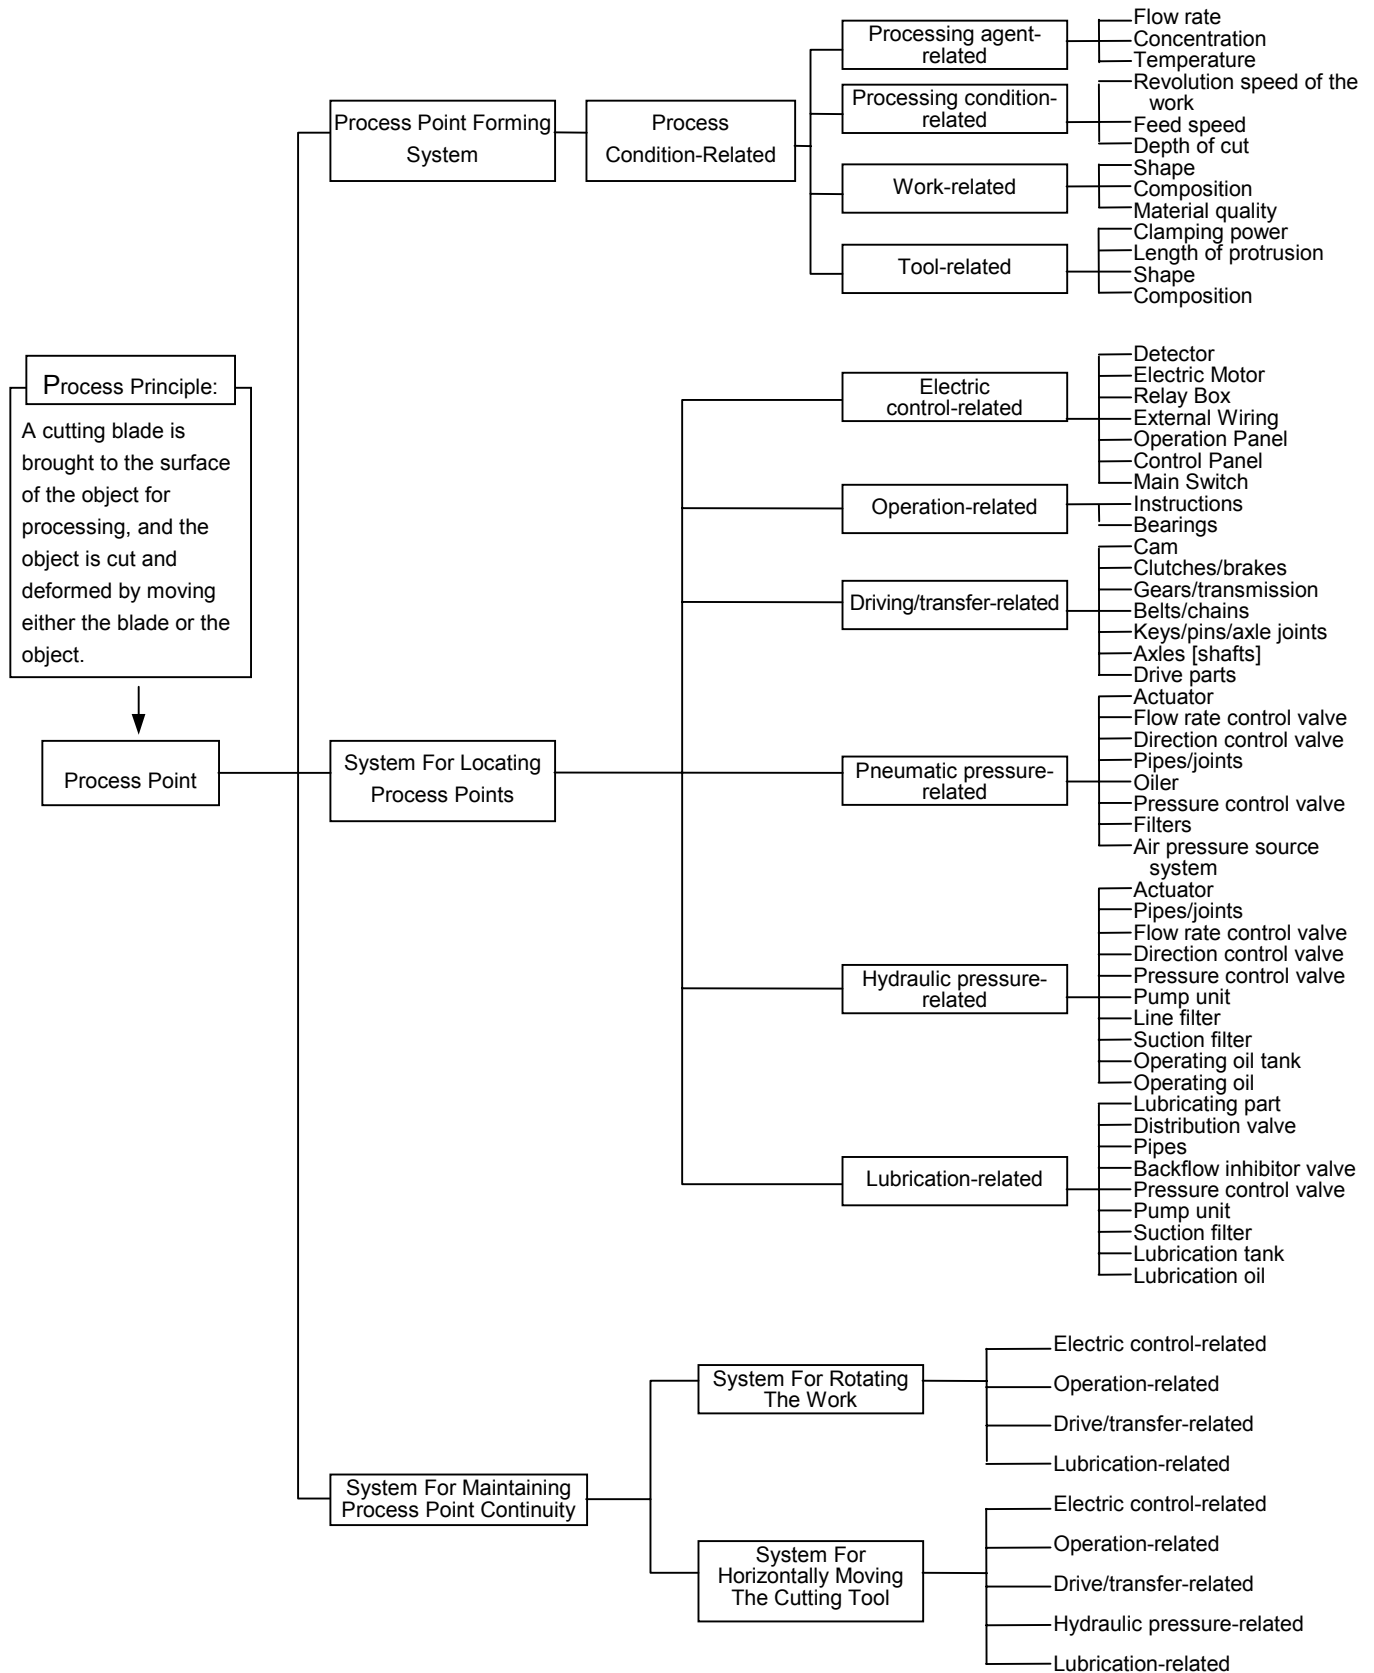 Process Principle:
A cutting blade is
brought to the surface
of the object for
processing, and the
object is cut and
deformed by moving
either the blade or the
object.
Process Point
Process Point Forming
System
Process
Condition-Related
Processing agent-
related
Flow rate
Concentration
Temperature
Processing condition-
related
Revolution speed of the
work
Feed speed
Depth of cut
Work-related
Shape
Composition
Material quality
Tool-related
Clamping power
Length of protrusion
Shape
Composition
System For Locating
Process Points
Electric
control-related
Detector
Electric Motor
Relay Box
External Wiring
Operation Panel
Control Panel
Main Switch
Operation-related
Instructions
Bearings
Driving/transfer-related
Cam
Clutches/brakes
Gears/transmission
Belts/chains
Keys/pins/axle joints
Axles [shafts]
Drive parts
Pneumatic pressure-
related
Actuator
Flow rate control valve
Direction control valve
Pipes/joints
Oiler
Pressure control valve
Filters
Air pressure source
system
Hydraulic pressure-
related
Actuator
Pipes/joints
Flow rate control valve
Direction control valve
Pressure control valve
Pump unit
Line filter
Suction filter
Operating oil tank
Operating oil
Lubrication-related
Lubricating part
Distribution valve
Pipes
Backflow inhibitor valve
Pressure control valve
Pump unit
Suction filter
Lubrication tank
Lubrication oil
System For Maintaining
Process Point Continuity
System For Rotating
The Work
Electric control-related
Operation-related
Drive/transfer-related
Lubrication-related
System For
Horizontally Moving
The Cutting Tool
Electric control-related
Operation-related
Drive/transfer-related
Hydraulic pressure-related
Lubrication-related